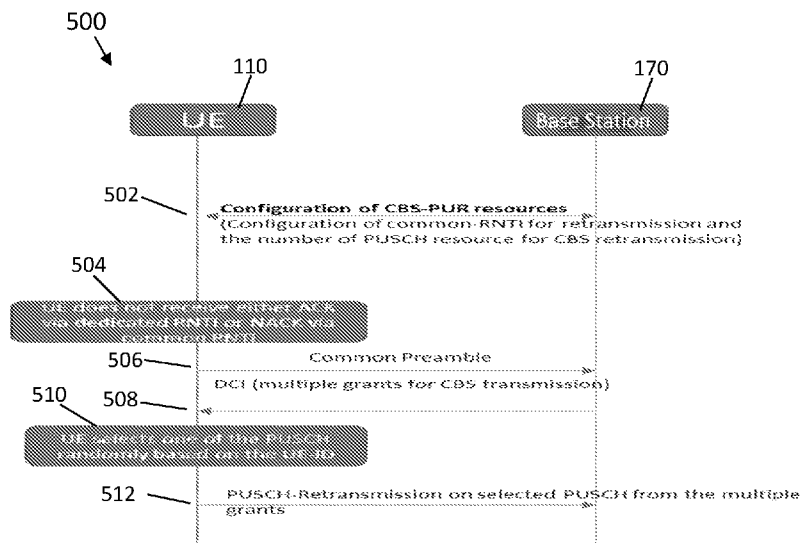 500
110
170
UE
Base Station
502
Configuration of CBS-PUR resources
(Configuration of common-RNTI for retransmission and
the number of PUSCH resource for CBS retransmission)
504
UE does not receive either ACK
via dedicated RNTI or NACK via
common RNTI
506
Common Preamble
DCI (multiple grants for CBS transmission)
508
510
UE selects one of the PUSCH
randomly based on the UE-ID
512
PUSCH-Retransmission on selected PUSCH from the multiple
grants